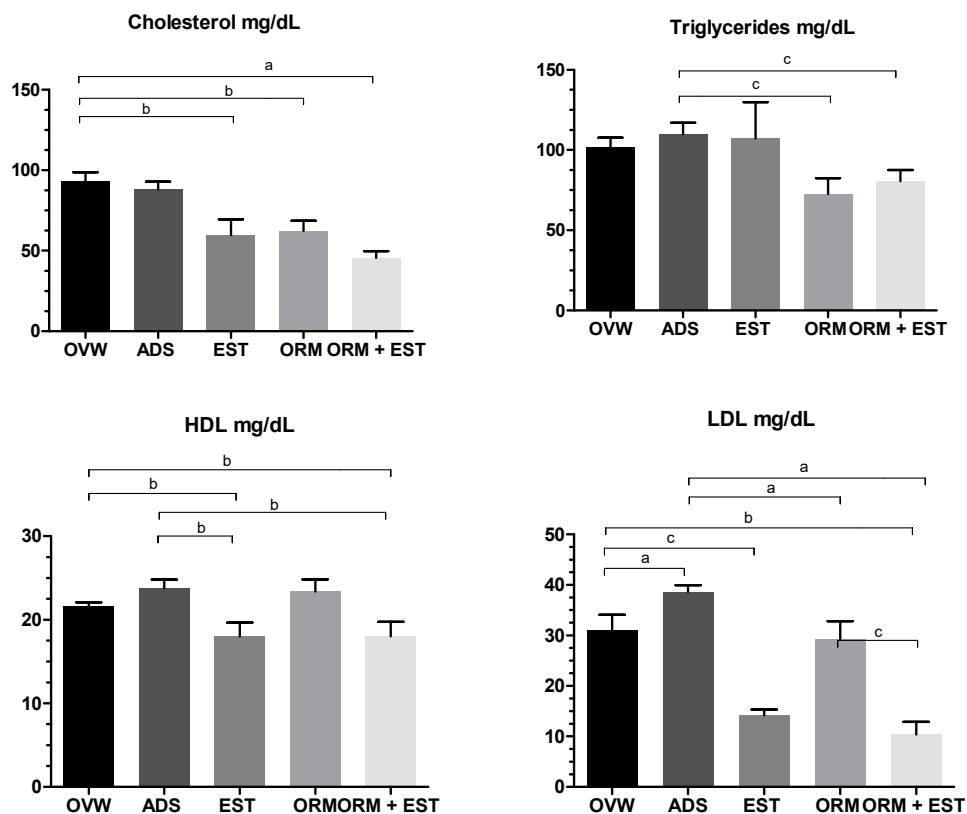 Cholesterol mg/dL
a
b
b
150
100
50
0
OVW ADS EST ORM ORM + EST
Triglycerides mg/dL
c
c
150
100
50
0
OVW ADS EST ORM ORM + EST
HDL mg/dL
b
b
b
b
30
20
10
0
OVW ADS EST ORM ORM + EST
LDL mg/dL
a
a
b
c
a
c
50
40
30
20
10
0
OVW ADS EST ORM ORM + EST